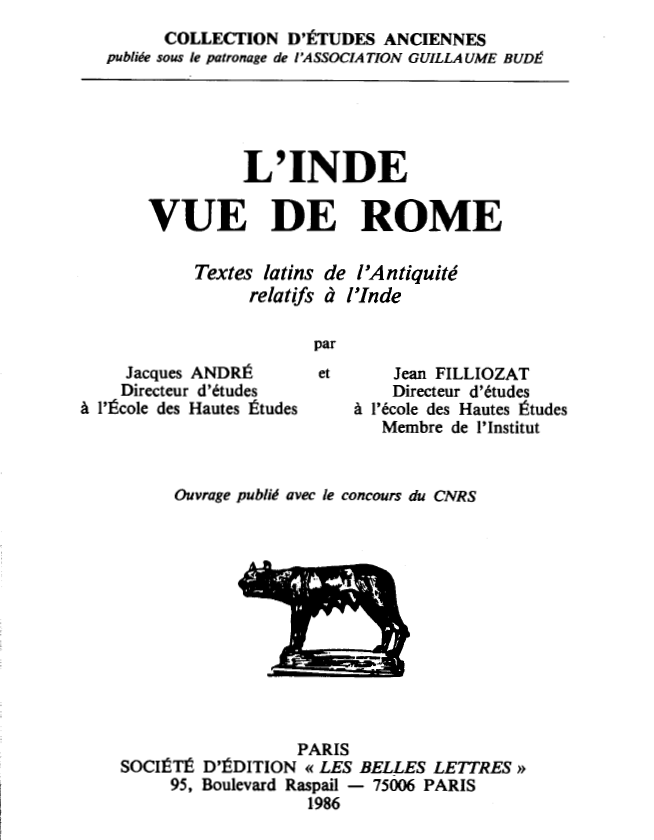 COLLECTION D'ÉTUDES ANCIENNES
publiée sous le patronage de l'ASSOCIATION GUILLAUME BUDÉ
L'INDE
VUE DE ROME
Textes latins de l'Antiquité
relatifs à l'Inde
par
Jacques ANDRÉ et Jean FILLIOZAT
Directeur d'études Directeur d'études
à l'École des Hautes Études à l'école des Hautes Études
Membre de l'Institut
Ouvrage publié avec le concours du CNRS
PARIS
SOCIÉTÉ D'ÉDITION « LES BELLES LETTRES »
95, Boulevard Raspail — 75006 PARIS
1986